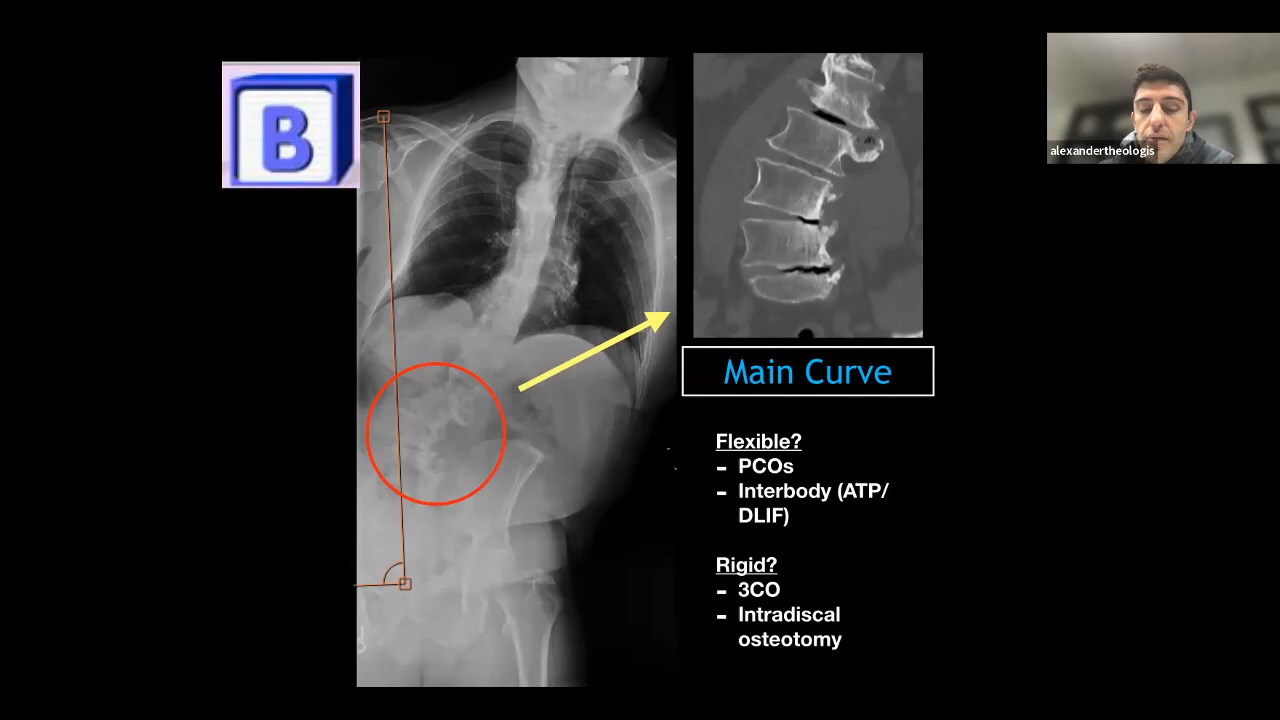 B
alexandertheologis
Main Curve
Flexible?
- PCOs
- Interbody (ATP/
DLIF)
Rigid?
- 3CO
- Intradiscal
osteotomy